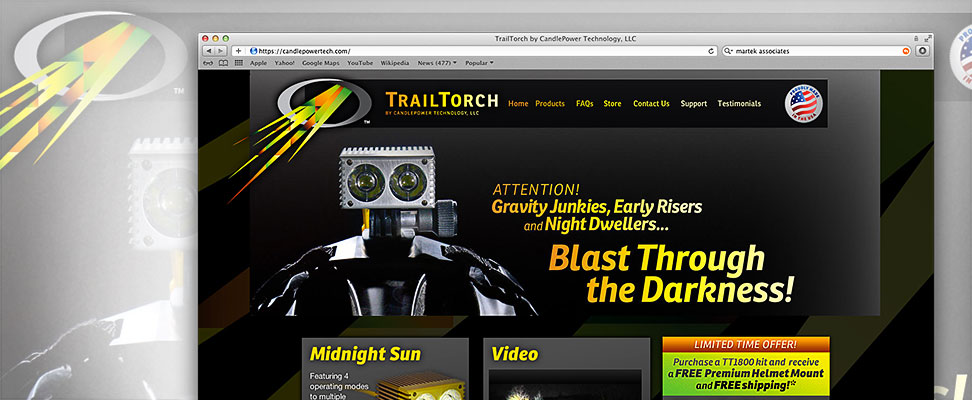 TrailTorch by CandlePower Technology, LLC
https://candlepowertech.com/
martek associates
Apple Yahoo! Google Maps YouTube Wikipedia News (477) Popular
TRAILTORCH
BY CANDLEPOWER TECHNOLOGY, LLC
Home Products FAQs Store Contact Us Support Testimonials
PROUDLY MADE
IN THE USA
TM
ATTENTION!
Gravity Junkies, Early Risers
and Night Dwellers...
Blast Through
the Darkness!
Midnight Sun
Featuring 4
operating modes
to multiple
Video
LIMITED TIME OFFER!
Purchase a TT1800 kit and receive
a FREE Premium Helmet Mount
and FREE shipping!*
TM